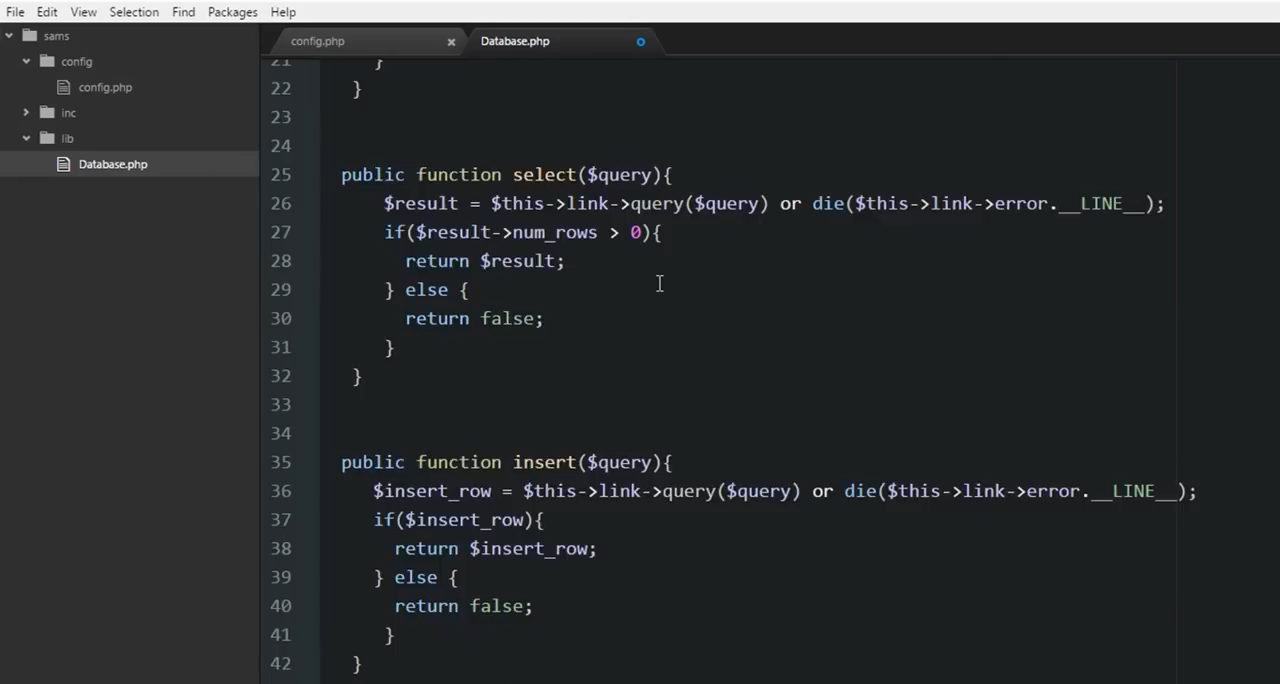 File Edit View Selection Find Packages Help
sams
config
config.php
inc
lib
Database.php
config.php Database.php
21 }
22 }
23
24
25 public function select($query){
26 $result = $this->link->query($query) or die($this->link->error.__LINE__);
27 if($result->num_rows > 0){
28 return $result;
29 } else {
30 return false;
31 }
32 }
33
34
35 public function insert($query){
36 $insert_row = $this->link->query($query) or die($this->link->error.__LINE__);
37 if($insert_row){
38 return $insert_row;
39 } else {
40 return false;
41 }
42 }